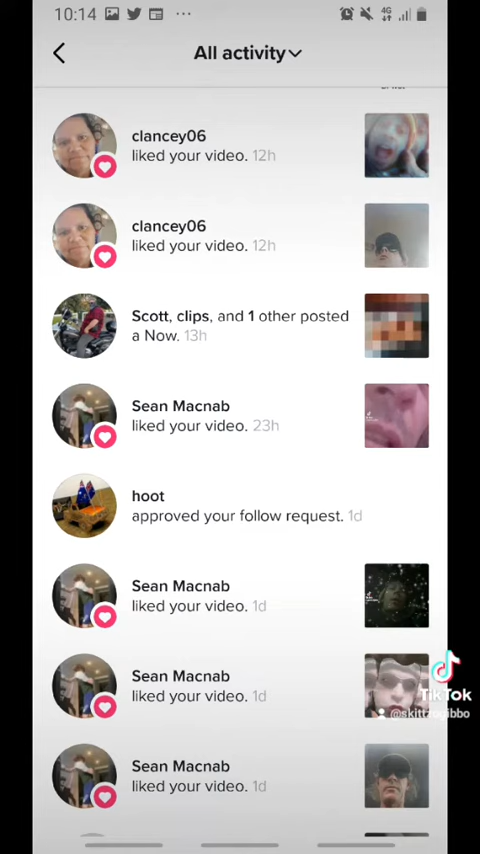 10:14
4G
All activity
clancey06
liked your video. 12h
clancey06
liked your video. 12h
Scott, clips, and 1 other posted
a Now. 13h
Sean Macnab
liked your video. 23h
hoot
approved your follow request. 1d
Sean Macnab
liked your video. 1d
Sean Macnab
liked your video. 1d
TikTok
@skittzogibbo
Sean Macnab
liked your video. 1d